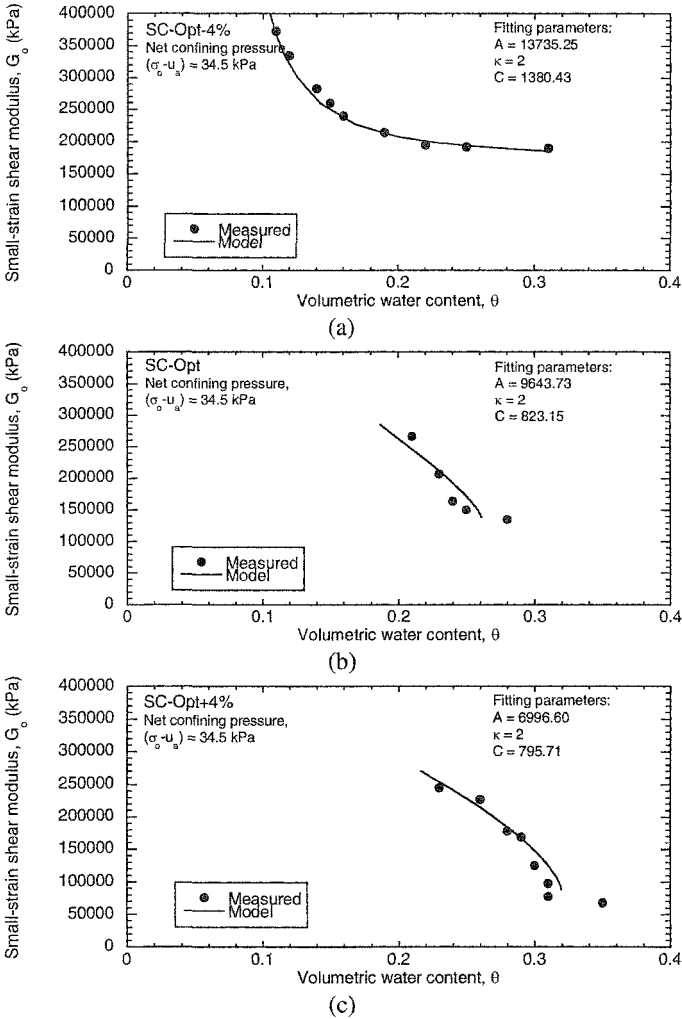 SC-Opt-4%
Net confining pressure,
(σo-ua) = 34.5 kPa
Fitting parameters:
A = 13735.25
κ = 2
C = 1380.43
Small-strain shear modulus, Go (kPa)
400000
350000
300000
250000
200000
150000
100000
50000
0
Measured
Model
0 0.1 0.2 0.3 0.4
Volumetric water content, θ
(a)
SC-Opt
Net confining pressure,
(σo-ua) = 34.5 kPa
Fitting parameters:
A = 9643.73
κ = 2
C = 823.15
Small-strain shear modulus, Go (kPa)
400000
350000
300000
250000
200000
150000
100000
50000
0
Measured
Model
0 0.1 0.2 0.3 0.4
Volumetric water content, θ
(b)
SC-Opt+4%
Net confining pressure,
(σo-ua) = 34.5 kPa
Fitting parameters:
A = 6996.60
κ = 2
C = 795.71
Small-strain shear modulus, Go (kPa)
400000
350000
300000
250000
200000
150000
100000
50000
0
Measured
Model
0 0.1 0.2 0.3 0.4
Volumetric water content, θ
(c)